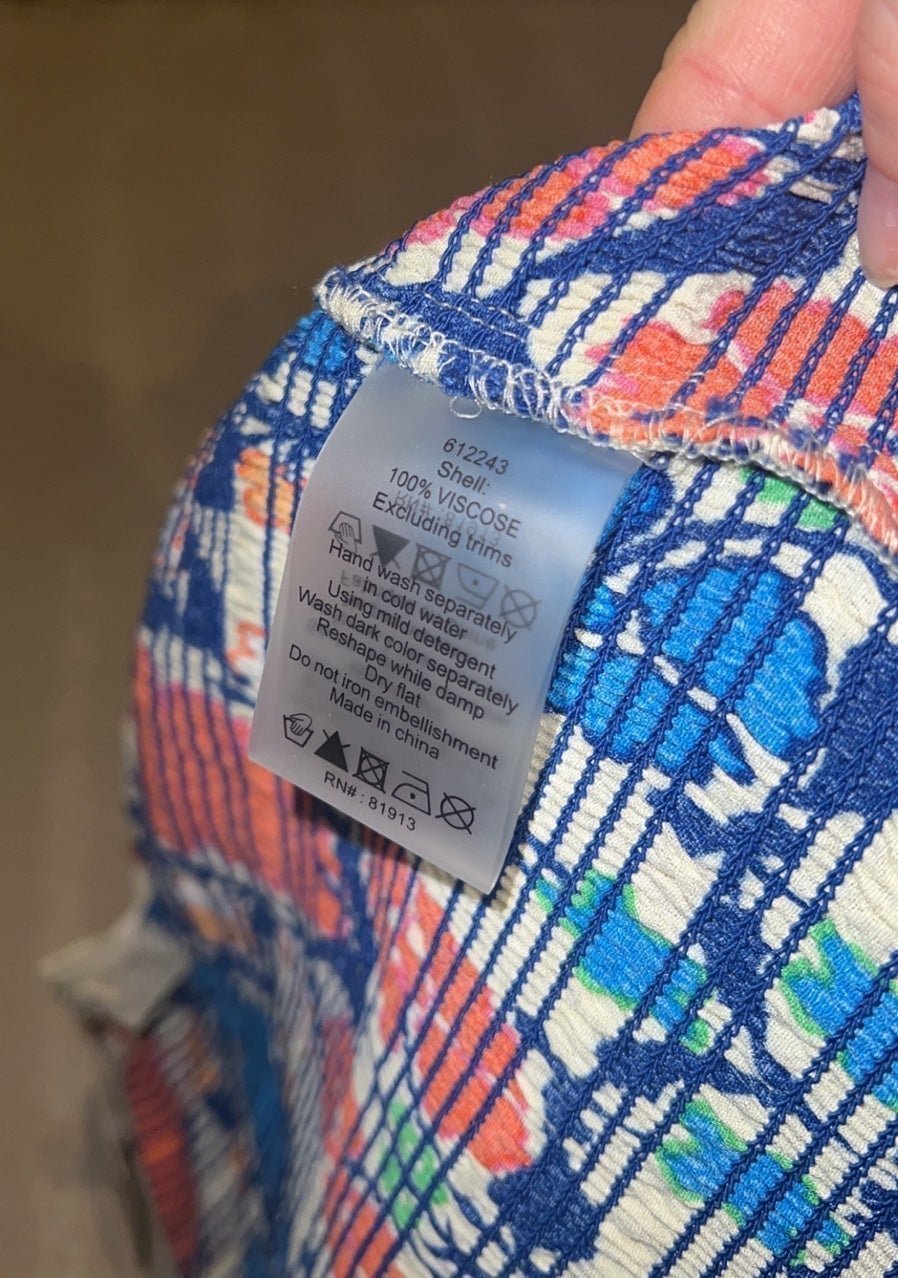 612243
Shell:
100% VISCOSE
Excluding trims
Hand wash separately
in cold water
Using mild detergent
Wash dark color separately
Reshape while damp
Dry flat
Do not iron embellishment
Made in china
RN# : 81913